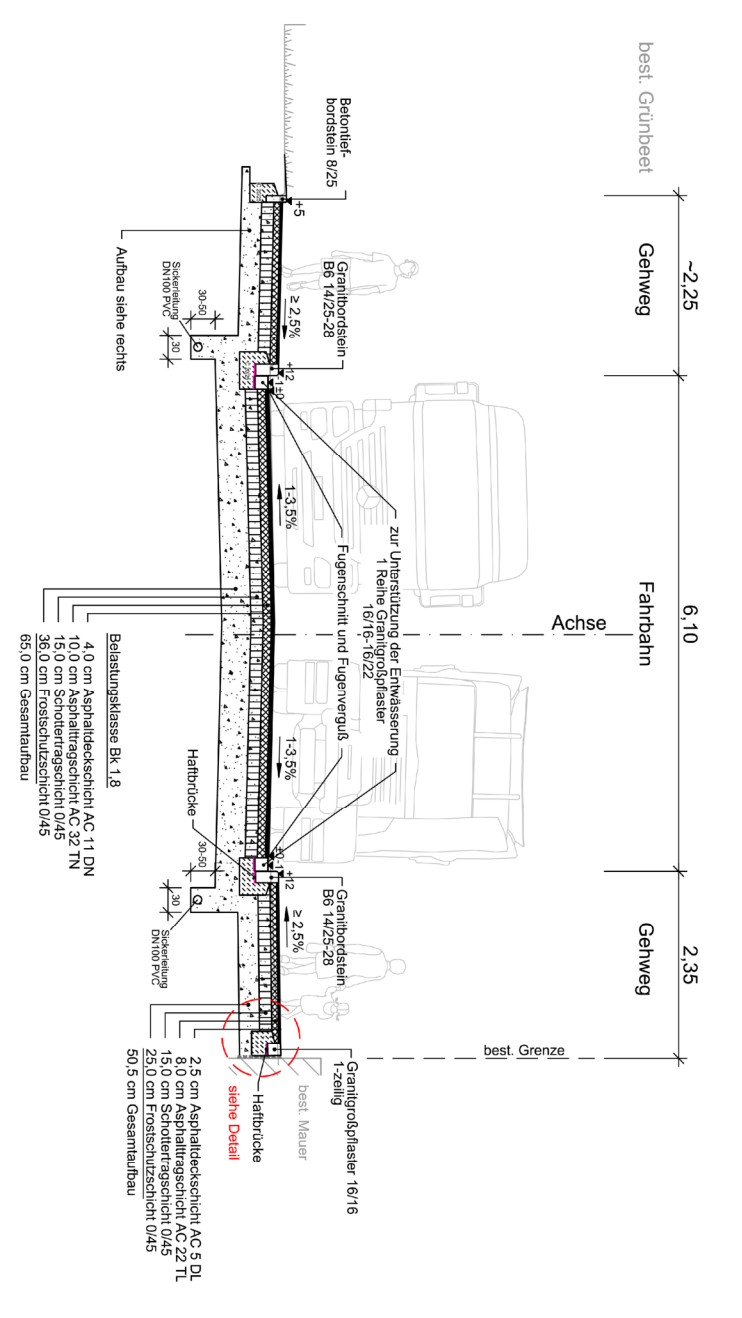 best. Grünbeet
~2,25
Gehweg
6,10
Fahrbahn
2,35
Gehweg
Achse
best. Grenze
Betontief-
bordstein 8/25
+5
Granitbordstein
B6 14/25-28
≥ 2,5%
+12
-1±0
zur Unterstützung der Entwässerung
1 Reihe Granitgroßpflaster
16/16-16/22
Fugenschnitt und Fugenverguß
1-3,5%
1-3,5%
±0-1
+12
Granitbordstein
B6 14/25-28
≥ 2,5%
Granitgroßpflaster 16/16
1-zeilig
best. Mauer
Haftbrücke
siehe Detail
Aufbau siehe rechts
Sickerleitung
DN100 PVC
30-50
30
Haftbrücke
30-50
30
Sickerleitung
DN100 PVC
Belastungsklasse Bk 1,8
4,0 cm Asphaltdeckschicht AC 11 DN
10,0 cm Asphalttragschicht AC 32 TN
15,0 cm Schottertragschicht 0/45
36,0 cm Frostschutzschicht 0/45
65,0 cm Gesamtaufbau
2,5 cm Asphaltdeckschicht AC 5 DL
8,0 cm Asphalttragschicht AC 22 TL
15,0 cm Schottertragschicht 0/45
25,0 cm Frostschutzschicht 0/45
50,5 cm Gesamtaufbau